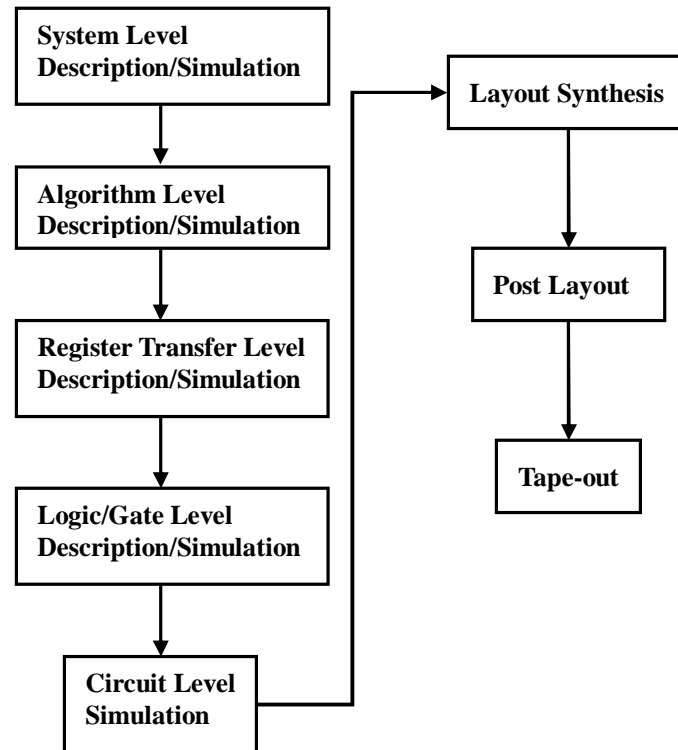 System Level
Description/Simulation
Algorithm Level
Description/Simulation
Register Transfer Level
Description/Simulation
Logic/Gate Level
Description/Simulation
Circuit Level
Simulation
Layout Synthesis
Post Layout
Tape-out